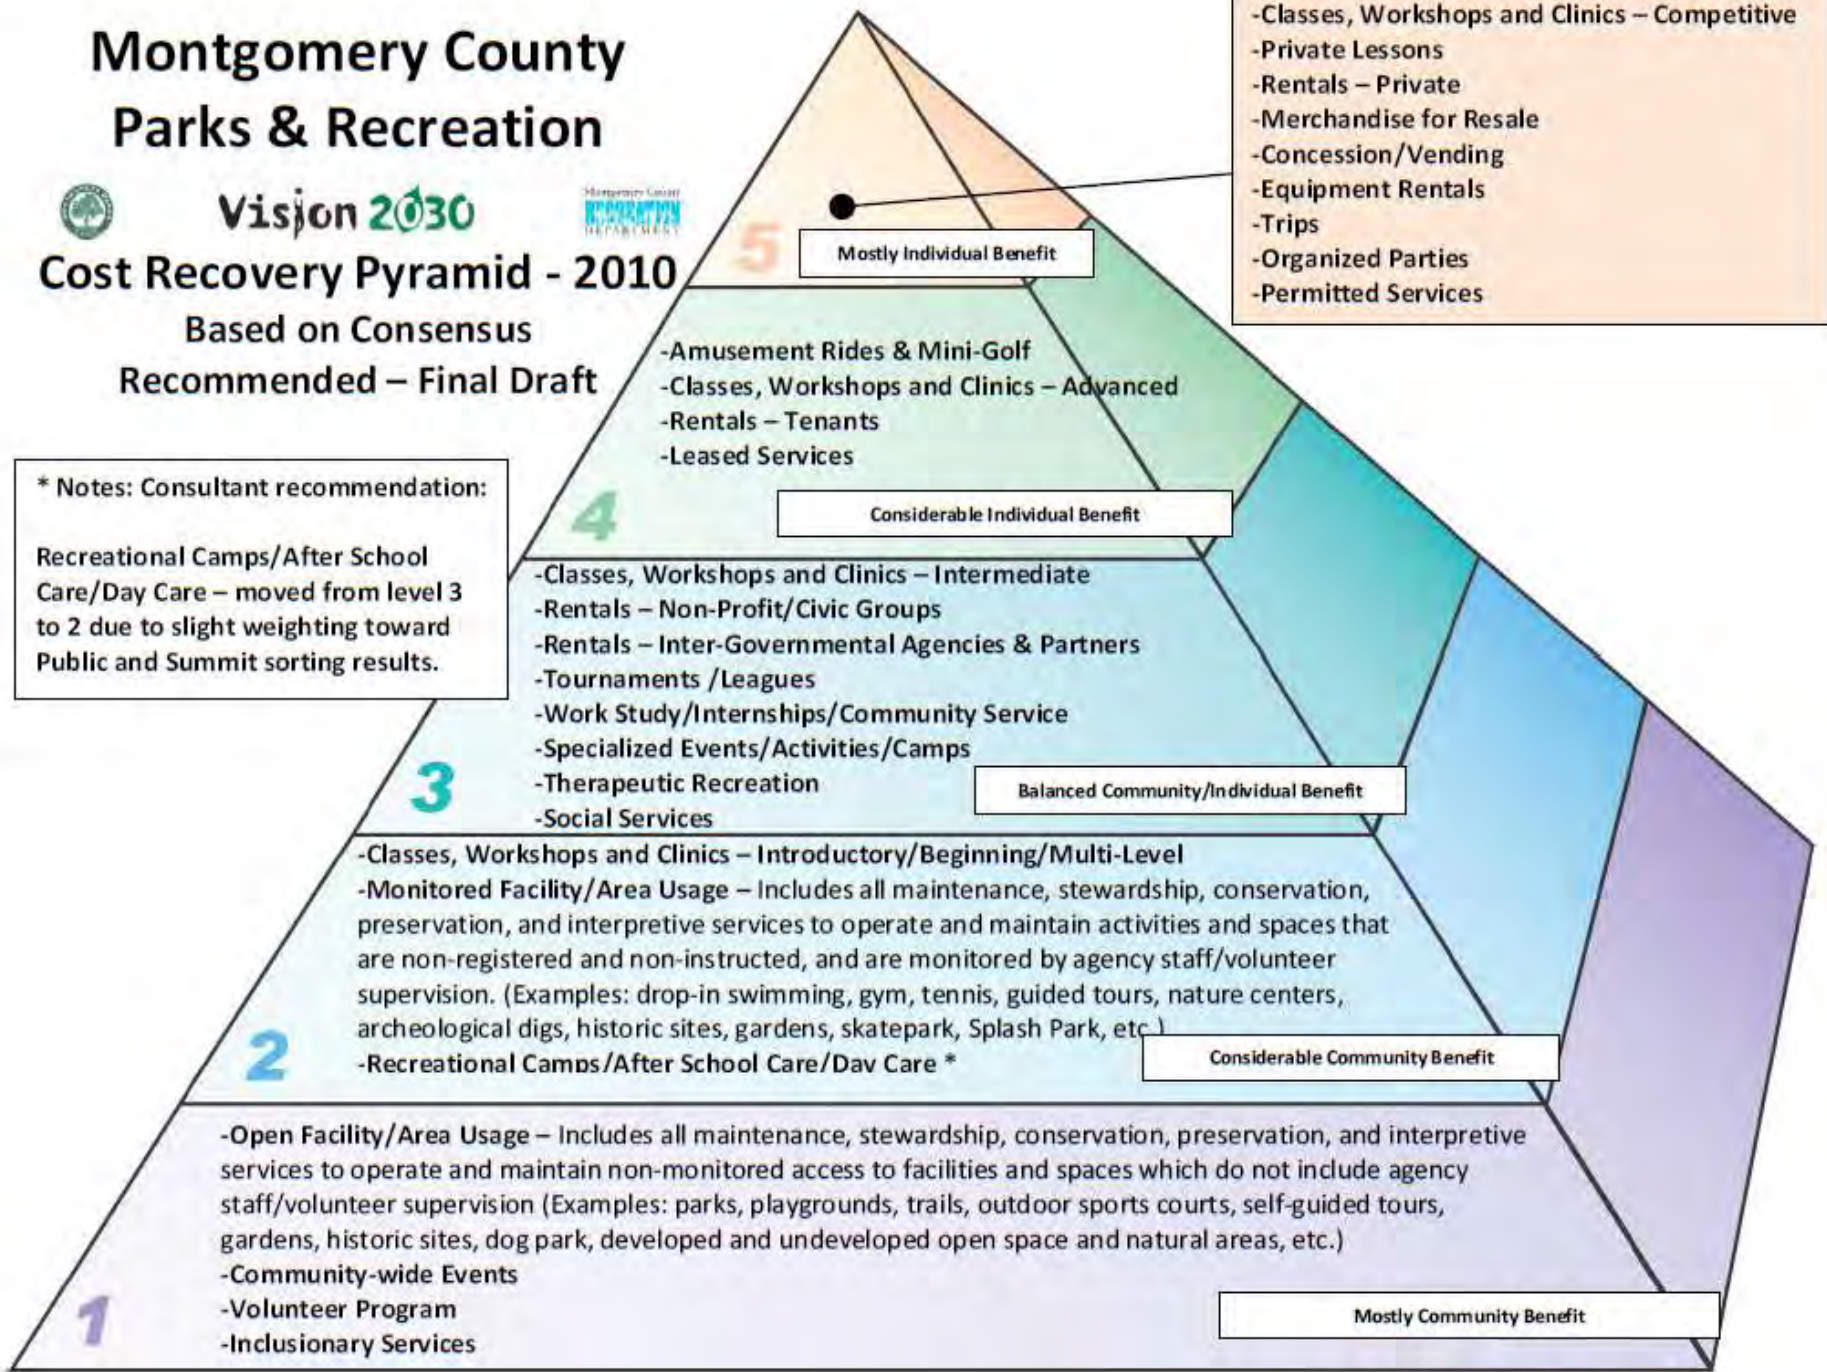 Montgomery County
Parks & Recreation
Vision 2030
Montgomery County
RECREATION
DEPARTMENT
Cost Recovery Pyramid - 2010
Based on Consensus
Recommended – Final Draft
* Notes: Consultant recommendation:
Recreational Camps/After School
Care/Day Care – moved from level 3
to 2 due to slight weighting toward
Public and Summit sorting results.
-Classes, Workshops and Clinics – Competitive
-Private Lessons
-Rentals – Private
-Merchandise for Resale
-Concession/Vending
-Equipment Rentals
-Trips
-Organized Parties
-Permitted Services
5
Mostly Individual Benefit
-Amusement Rides & Mini-Golf
-Classes, Workshops and Clinics – Advanced
-Rentals – Tenants
-Leased Services
4
Considerable Individual Benefit
-Classes, Workshops and Clinics – Intermediate
-Rentals – Non-Profit/Civic Groups
-Rentals – Inter-Governmental Agencies & Partners
-Tournaments /Leagues
-Work Study/Internships/Community Service
-Specialized Events/Activities/Camps
-Therapeutic Recreation
-Social Services
3
Balanced Community/Individual Benefit
-Classes, Workshops and Clinics – Introductory/Beginning/Multi-Level
-Monitored Facility/Area Usage – Includes all maintenance, stewardship, conservation,
preservation, and interpretive services to operate and maintain activities and spaces that
are non-registered and non-instructed, and are monitored by agency staff/volunteer
supervision. (Examples: drop-in swimming, gym, tennis, guided tours, nature centers,
archeological digs, historic sites, gardens, skatepark, Splash Park, etc.)
-Recreational Camps/After School Care/Day Care *
2
Considerable Community Benefit
-Open Facility/Area Usage – Includes all maintenance, stewardship, conservation, preservation, and interpretive
services to operate and maintain non-monitored access to facilities and spaces which do not include agency
staff/volunteer supervision (Examples: parks, playgrounds, trails, outdoor sports courts, self-guided tours,
gardens, historic sites, dog park, developed and undeveloped open space and natural areas, etc.)
-Community-wide Events
-Volunteer Program
-Inclusionary Services
1
Mostly Community Benefit